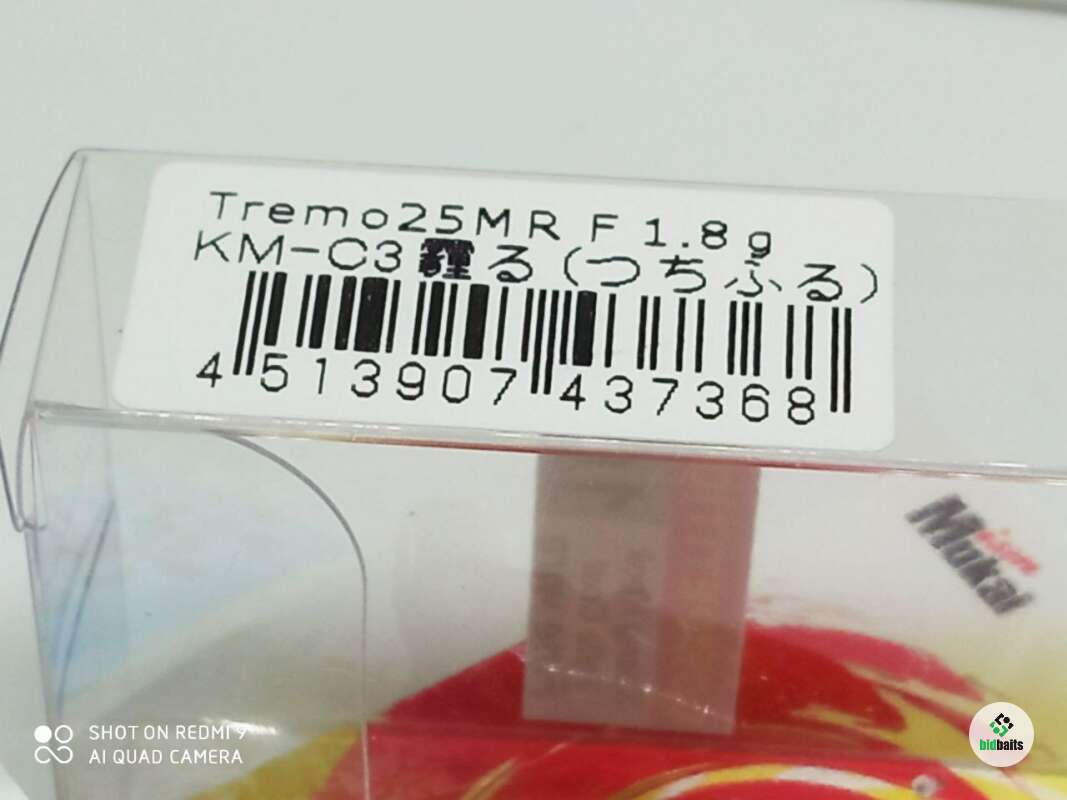 Tremo25MR F 1.8g
KM-C3 霾る(つちふる)
4 513907 437368
Mukai
SHOT ON REDMI 9
AI QUAD CAMERA
bidbaits